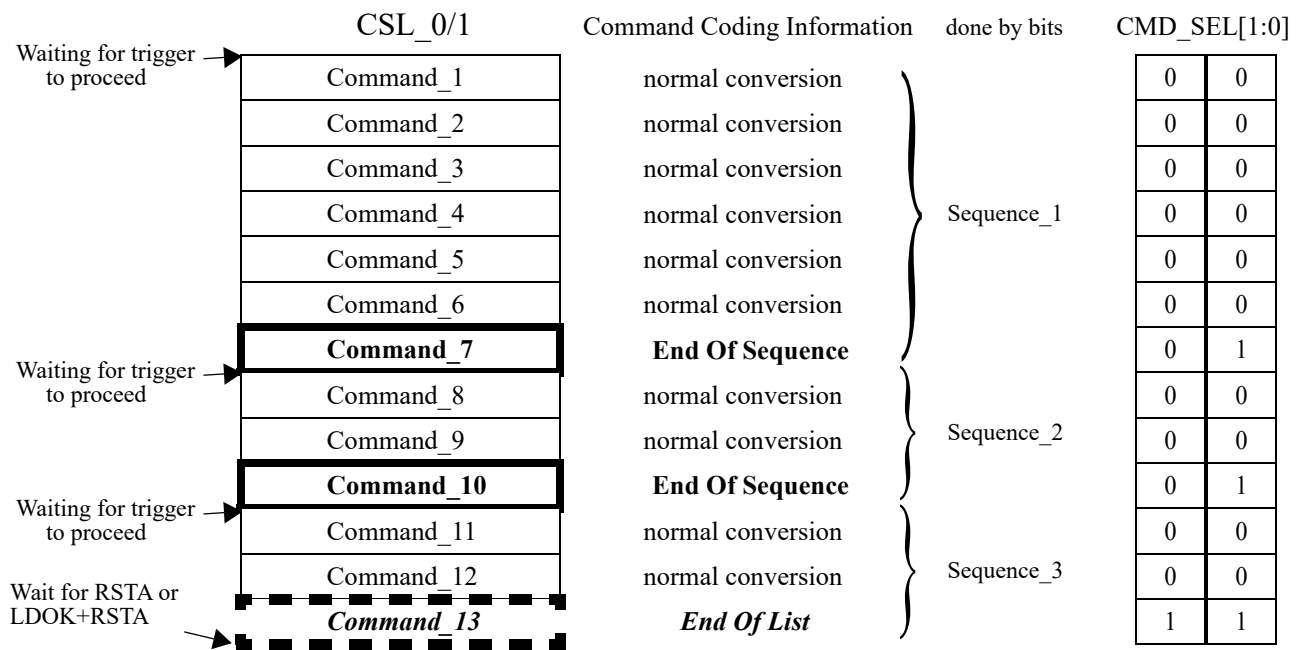 CSL_0/1 Command Coding Information done by bits CMD_SEL[1:0]
Waiting for trigger
to proceed
Command_1 normal conversion 0 0
Command_2 normal conversion 0 0
Command_3 normal conversion 0 0
Command_4 normal conversion Sequence_1 0 0
Command_5 normal conversion 0 0
Command_6 normal conversion 0 0
Command_7 End Of Sequence 0 1
Waiting for trigger
to proceed
Command_8 normal conversion 0 0
Command_9 normal conversion Sequence_2 0 0
Command_10 End Of Sequence 0 1
Waiting for trigger
to proceed
Command_11 normal conversion 0 0
Command_12 normal conversion Sequence_3 0 0
Wait for RSTA or
LDOK+RSTA
Command_13 End Of List 1 1